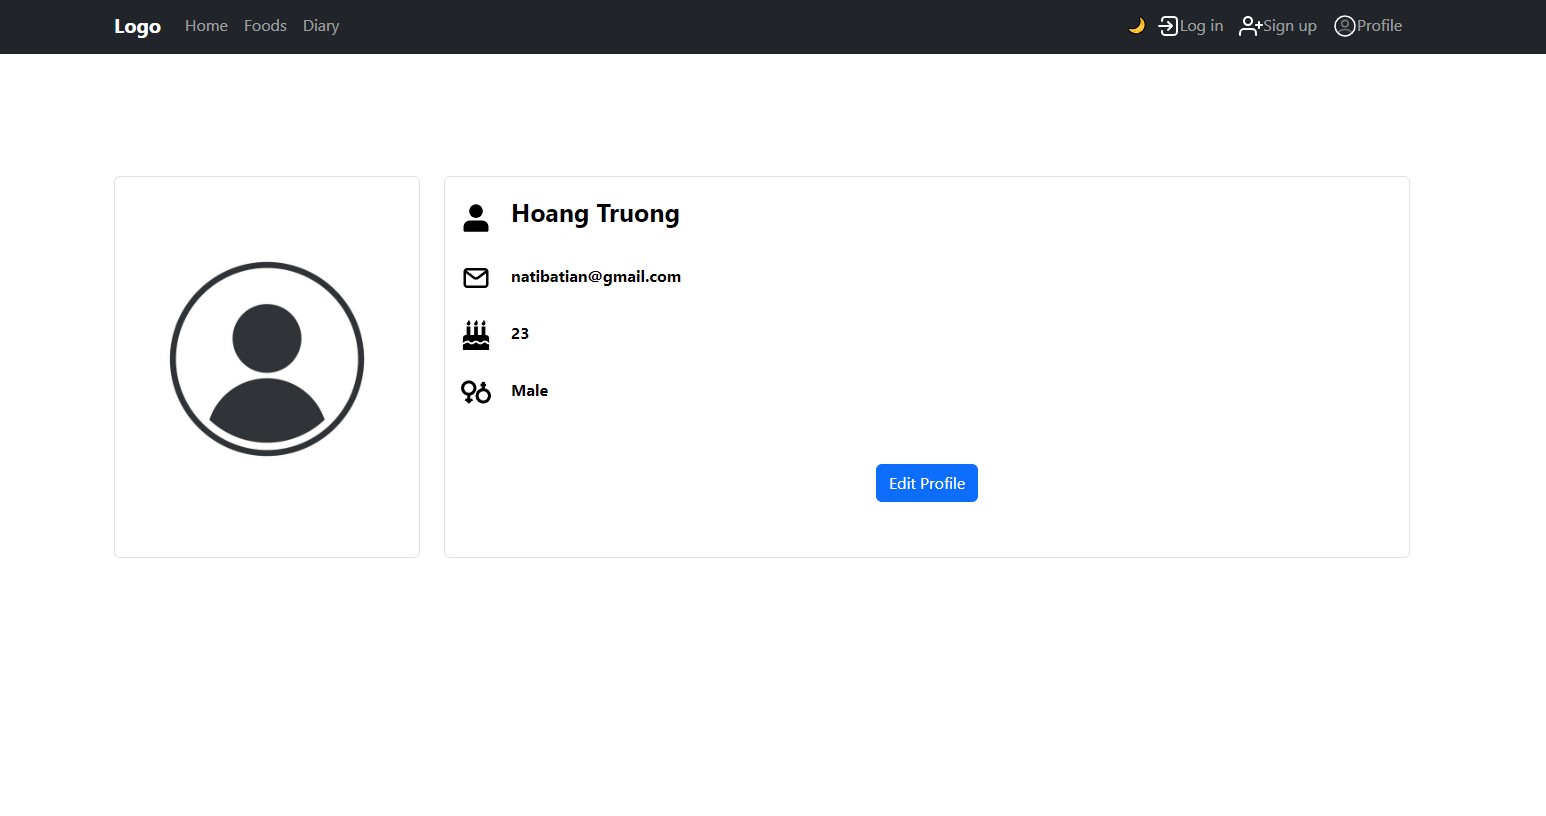 Logo Home Foods Diary Log in Sign up Profile
Hoang Truong
natibatian@gmail.com
23
Male
Edit Profile